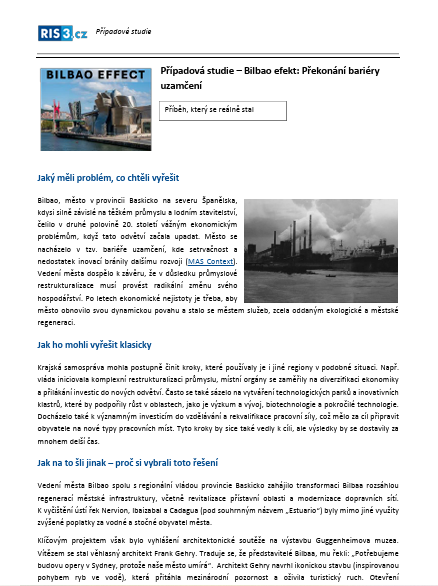 RIS3.cz Případové studie
BILBAO EFFECT
Případová studie – Bilbao efekt: Překonání bariéry
uzamčení
Příběh, který se reálně stal
Jaký měli problém, co chtěli vyřešit
Bilbao, město v provincii Baskicko na severu Španělska,
kdysi silně závislé na těžkém průmyslu a lodním stavitelství,
čelilo v druhé polovině 20. století vážným ekonomickým
problémům, když tato odvětví začala upadat. Město se
nacházelo v tzv. bariéře uzamčení, kde setrvačnost a
nedostatek inovací bránily dalšímu rozvoji (MAS Context).
Vedení města dospělo k závěru, že v důsledku průmyslové
restrukturalizace musí provést radikální změnu svého
hospodářství. Po letech ekonomické nejistoty je třeba, aby
město obnovilo svou dynamickou povahu a stalo se městem služeb, zcela oddaným ekologické a městské
regeneraci.
Jak ho mohli vyřešit klasicky
Krajská samospráva mohla postupně činit kroky, které používaly je i jiné regiony v podobné situaci. Např.
vláda iniciovala komplexní restrukturalizaci průmyslu, místní orgány se zaměřily na diverzifikaci ekonomiky
a přilákání investic do nových odvětví. Často se také sázelo na vytváření technologických parků a inovativních
klastrů, které by podpořily růst v oblastech, jako je výzkum a vývoj, biotechnologie a pokročilé technologie.
Docházelo také k významným investicím do vzdělávání a rekvalifikace pracovní síly, což mělo za cíl připravit
obyvatele na nové typy pracovních míst. Tyto kroky by sice také vedly k cíli, ale výsledky by se dostavily za
mnohem delší čas.
Jak na to šli jinak – proč si vybrali toto řešení
Vedení města Bilbao spolu s regionální vládou provincie Baskicko zahájilo transformaci Bilbaa rozsáhlou
regenerací městské infrastruktury, včetně revitalizace přístavní oblasti a modernizace dopravních sítí.
K vyčištění ústí řek Nervion, Ibaizabal a Cadagua (pod souhrnným názvem „Estuario“) byly mimo jiné využity
zvýšené poplatky za vodné a stočné obyvatel města.
Klíčovým projektem však bylo vyhlášení architektonické soutěže na výstavbu Guggenheimova muzea.
Vítězem se stal věhlasný architekt Frank Gehry. Traduje se, že představitelé Bilbaa, mu řekli: „Potřebujeme
budovu opery v Sydney, protože naše město umírá“. Architekt Gehry navrhl ikonickou stavbu (inspirovanou
pohybem ryb ve vodě), která přitáhla mezinárodní pozornost a oživila turistický ruch. Otevření